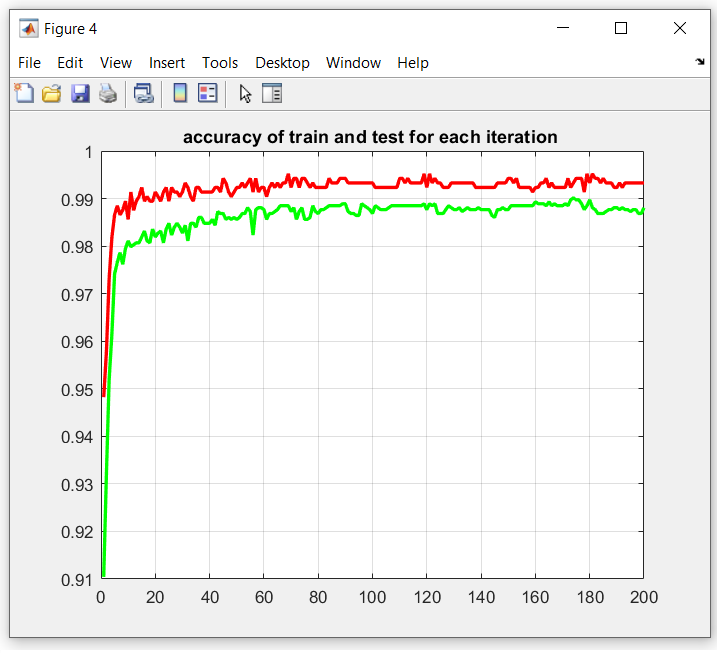 Figure 4
File Edit View Insert Tools Desktop Window Help
accuracy of train and test for each iteration
1
0.99
0.98
0.97
0.96
0.95
0.94
0.93
0.92
0.91
0 20 40 60 80 100 120 140 160 180 200